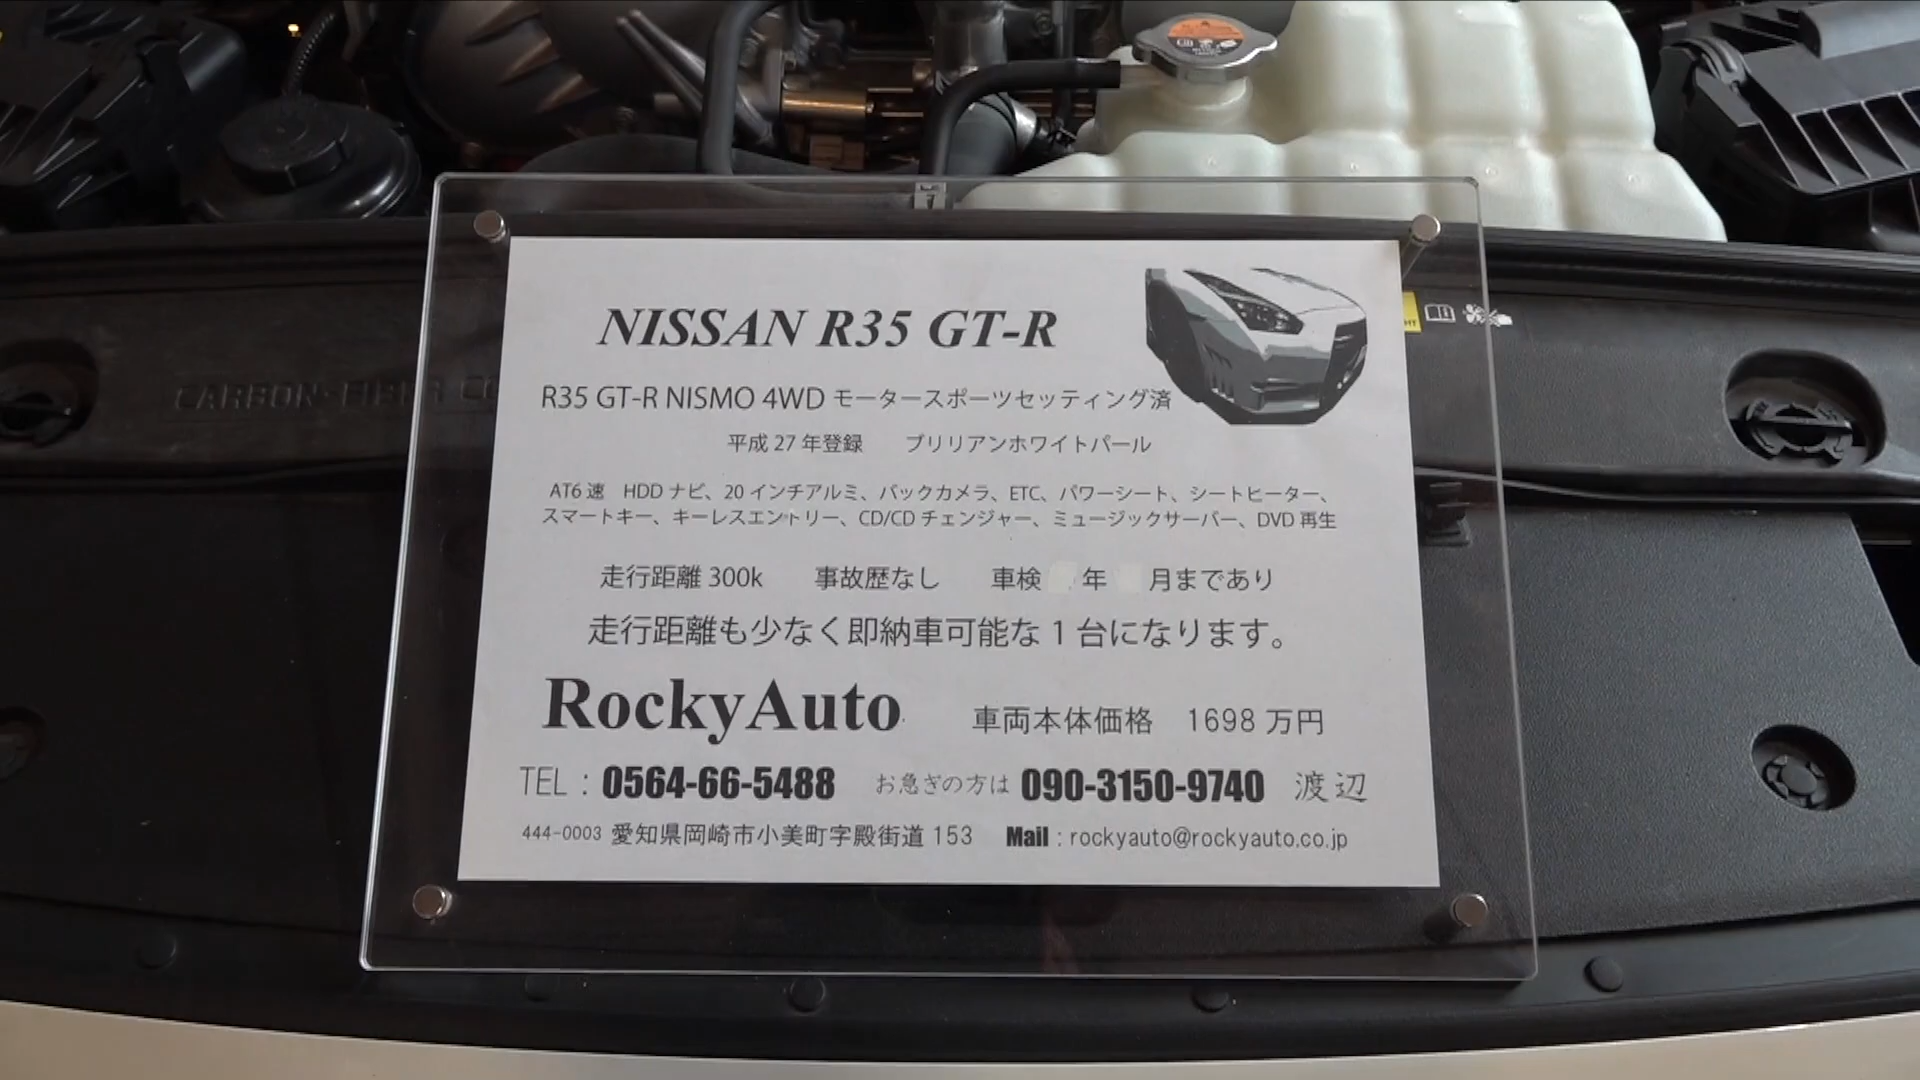 CARBON-FIBER CO
NISSAN R35 GT-R
R35 GT-R NISMO 4WD モータースポーツセッティング済
平成 27 年登録 ブリリアンホワイトパール
AT6 速 HDD ナビ、20 インチアルミ、バックカメラ、ETC、パワーシート、シートヒーター、
スマートキー、キーレスエントリー、CD/CD チェンジャー、ミュージックサーバー、DVD 再生
走行距離 300k 事故歴なし 車検 年 月まであり
走行距離も少なく即納車可能な 1 台になります。
RockyAuto 車両本体価格 1698 万円
TEL : 0564-66-5488 お急ぎの方は 090-3150-9740 渡辺
444-0003 愛知県岡崎市小美町字殿街道 153 Mail : rockyauto@rockyauto.co.jp